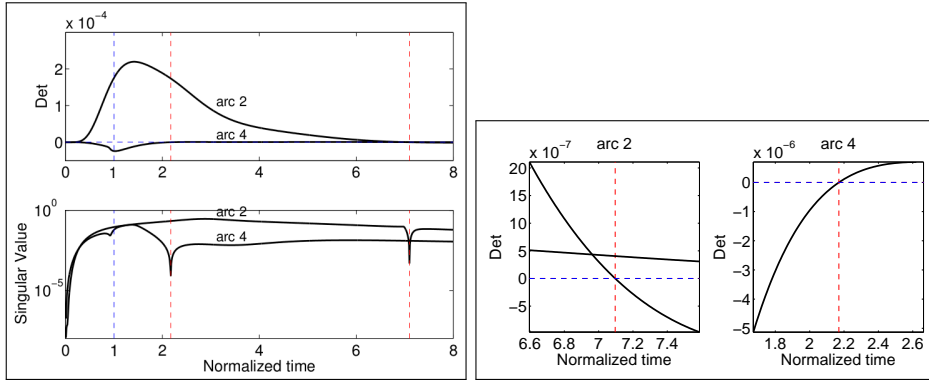 x 10⁻⁴
2
1
0
Det
arc 2
arc 4
0 1 2 3 4 6 8
10⁰
10⁻⁵
Singular Value
arc 2
arc 4
0 1 2 3 4 6 8
Normalized time
x 10⁻⁷ arc 2
20
15
10
5
0
−5
Det
6.6 6.8 7 7.2 7.4
Normalized time
x 10⁻⁶ arc 4
0
−1
−2
−3
−4
−5
Det
1.8 2 2.2 2.4 2.6
Normalized time